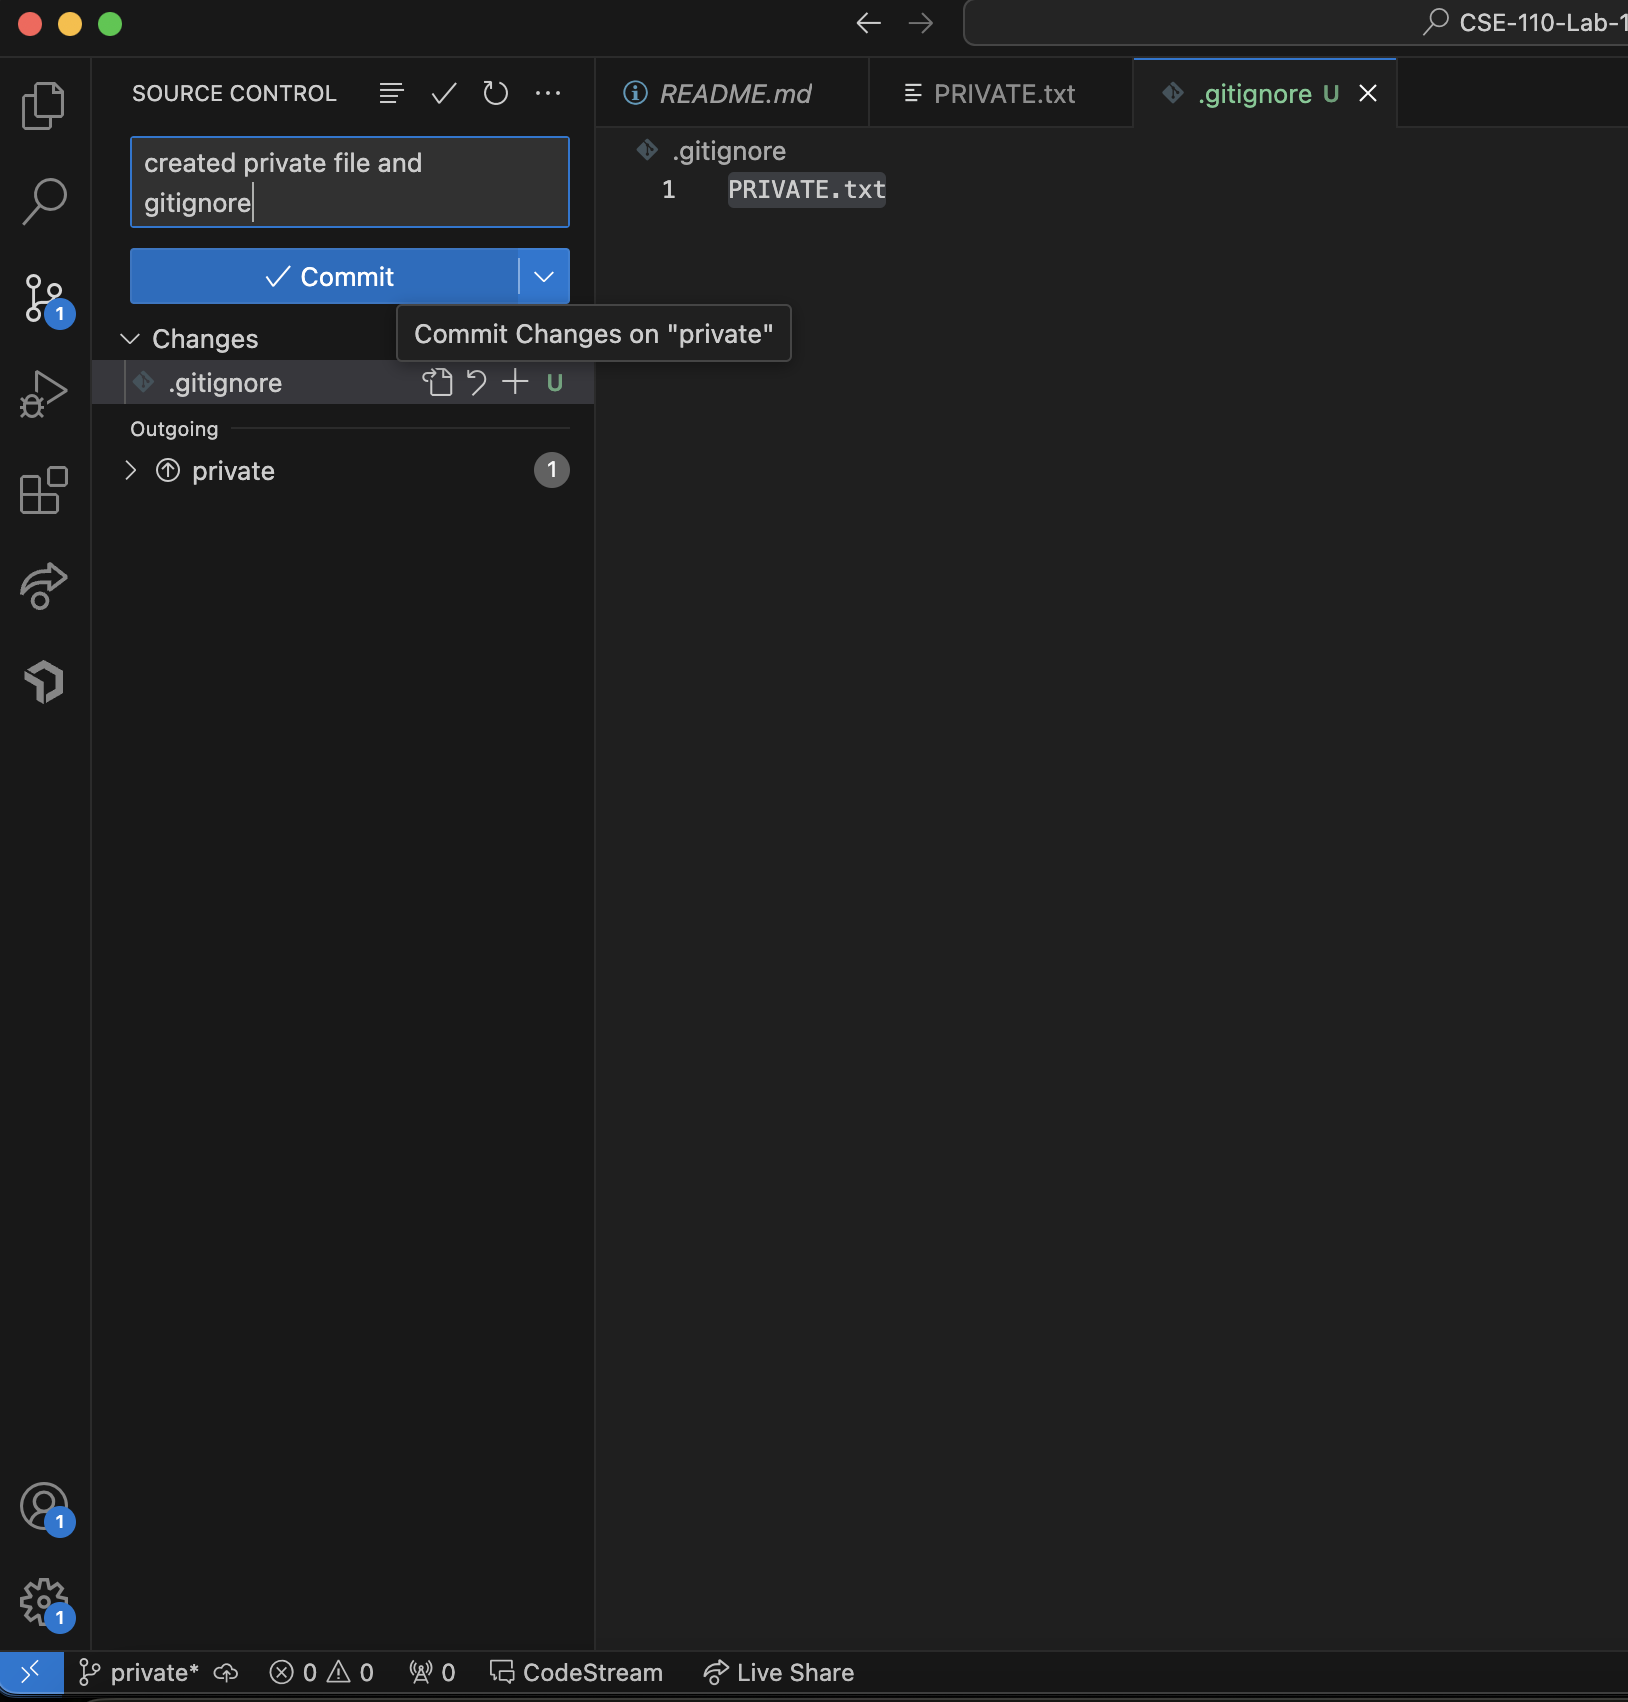 CSE-110-Lab-1
SOURCE CONTROL
created private file and
gitignore
Commit
Commit Changes on "private"
Changes
.gitignore U
Outgoing
private 1
README.md
PRIVATE.txt
.gitignore U
.gitignore
1 PRIVATE.txt
1
1
1
private* 0 0 0 CodeStream Live Share